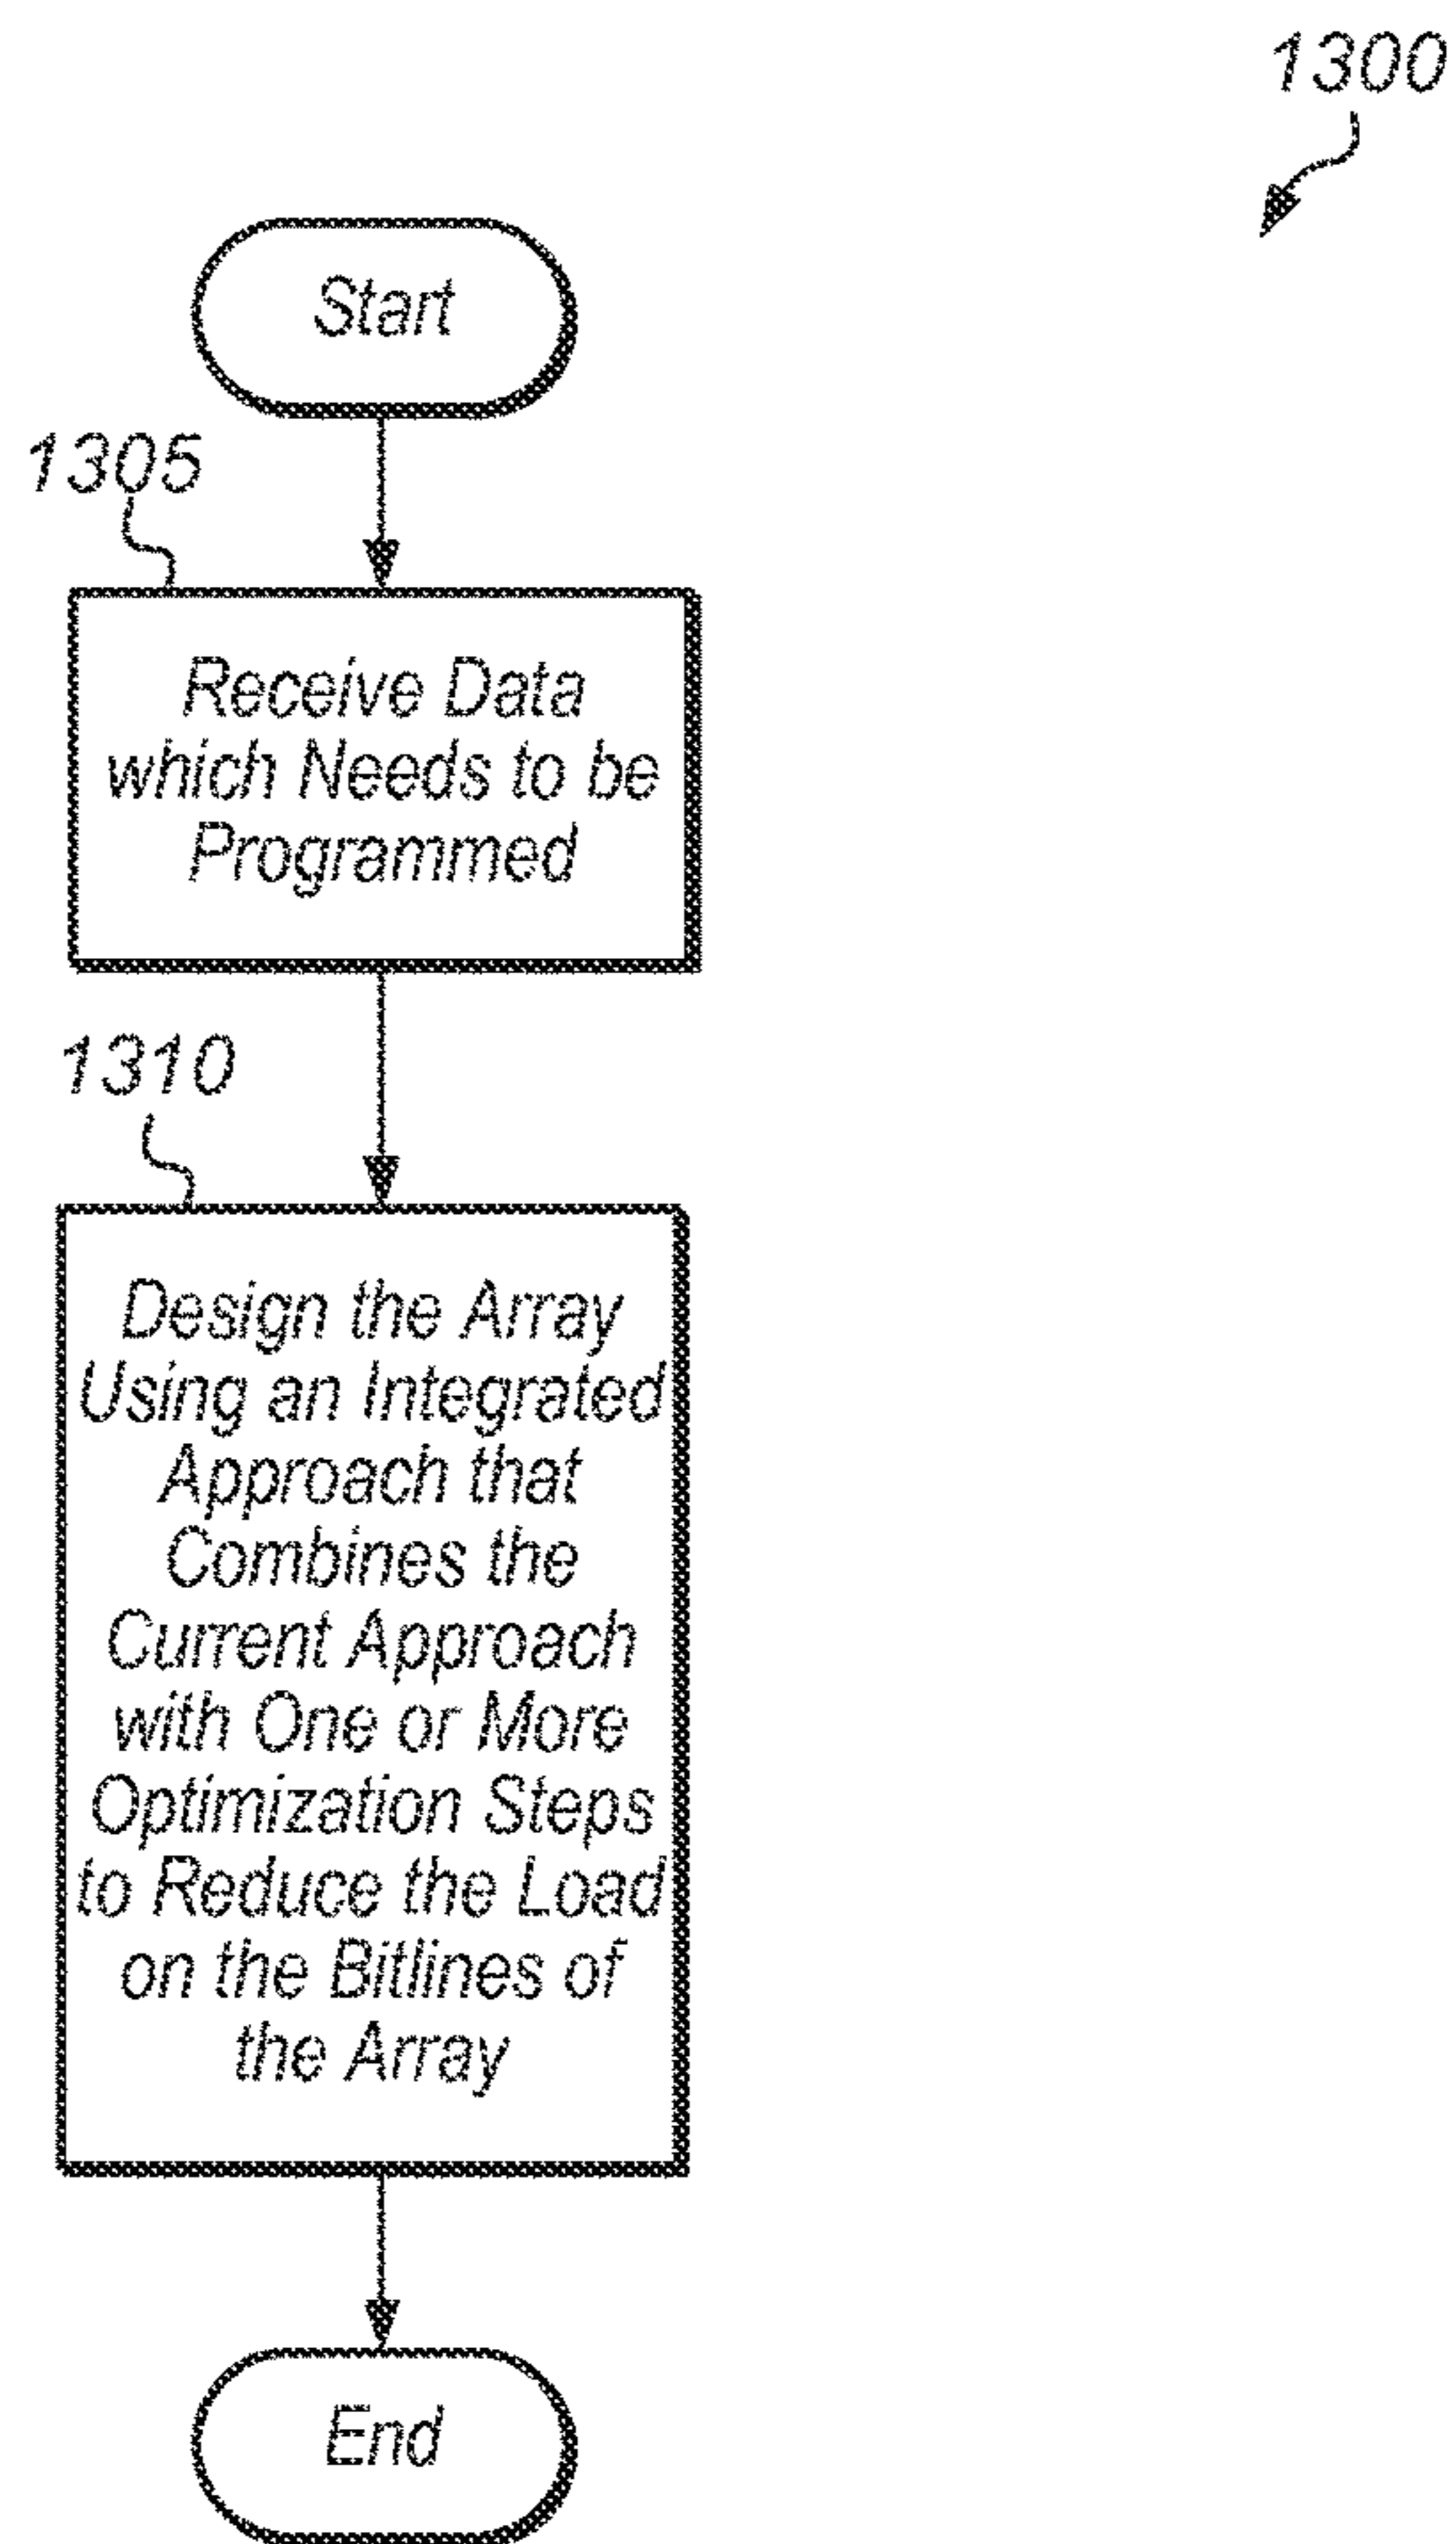 1300
Start
1305
Receive Data
which Needs to be
Programmed
1310
Design the Array
Using an Integrated
Approach that
Combines the
Current Approach
with One or More
Optimization Steps
to Reduce the Load
on the Bitlines of
the Array
End